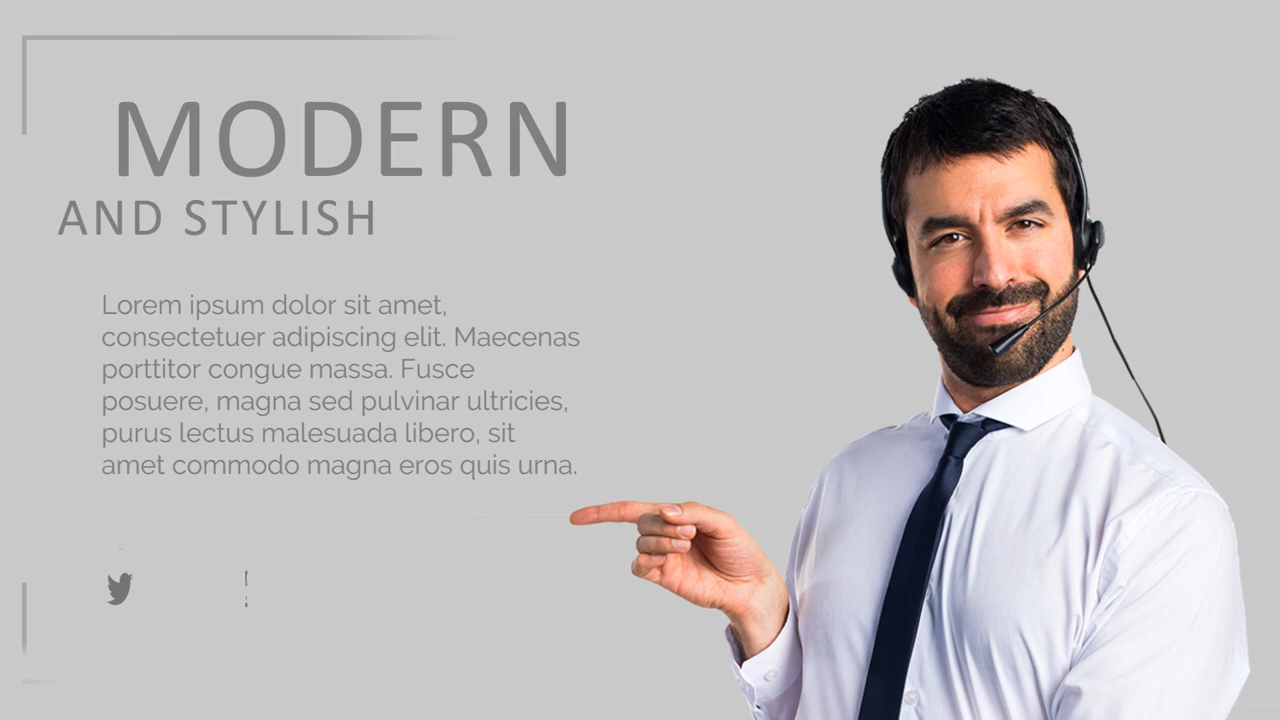 MODERN
AND STYLISH
Lorem ipsum dolor sit amet,
consectetuer adipiscing elit. Maecenas
porttitor congue massa. Fusce
posuere, magna sed pulvinar ultricies,
purus lectus malesuada libero, sit
amet commodo magna eros quis urna.